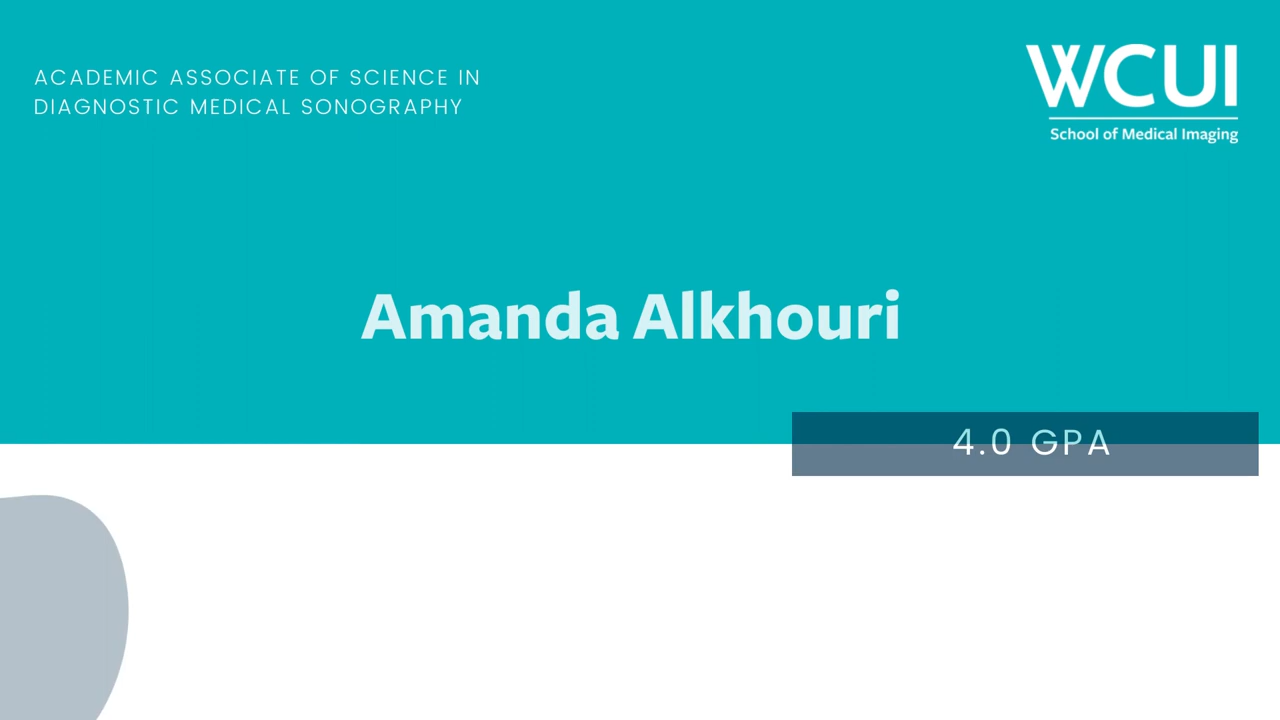 ACADEMIC ASSOCIATE OF SCIENCE IN
DIAGNOSTIC MEDICAL SONOGRAPHY
WCUI
School of Medical Imaging
Amanda Alkhouri
4.0 GPA